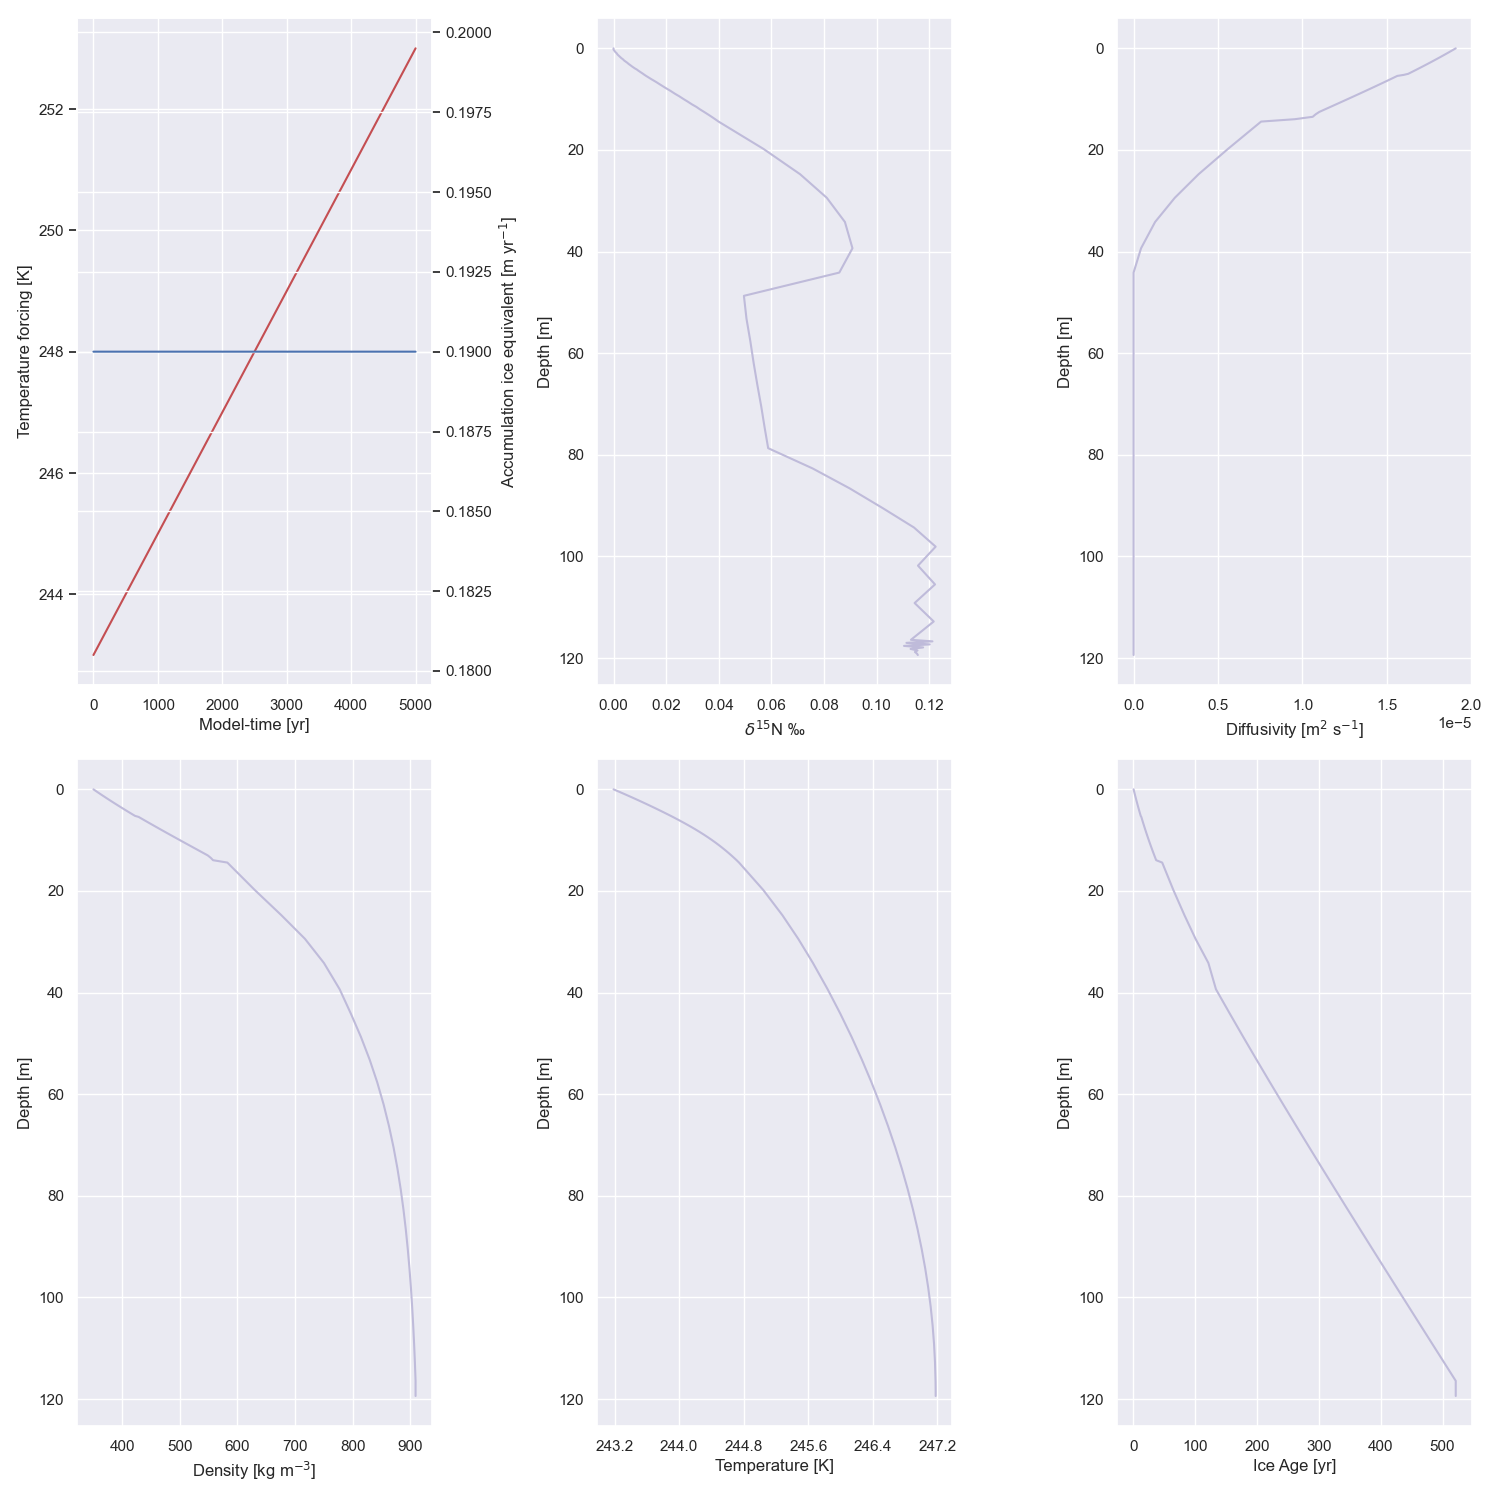 Temperature forcing [K]
252
250
248
246
244
0 1000 2000 3000 4000 5000
Model-time [yr]
0.2000
0.1975
0.1950
0.1925
0.1900
0.1875
0.1850
0.1825
0.1800
Accumulation ice equivalent [m yr⁻¹]
Depth [m]
0
20
40
60
80
100
120
0.00 0.02 0.04 0.06 0.08 0.10 0.12
δ¹⁵N ‰
Depth [m]
0
20
40
60
80
100
120
0.0 0.5 1.0 1.5 2.0
1e−5
Diffusivity [m² s⁻¹]
Depth [m]
0
20
40
60
80
100
120
400 500 600 700 800 900
Density [kg m⁻³]
Depth [m]
0
20
40
60
80
100
120
243.2 244.0 244.8 245.6 246.4 247.2
Temperature [K]
Depth [m]
0
20
40
60
80
100
120
0 100 200 300 400 500
Ice Age [yr]